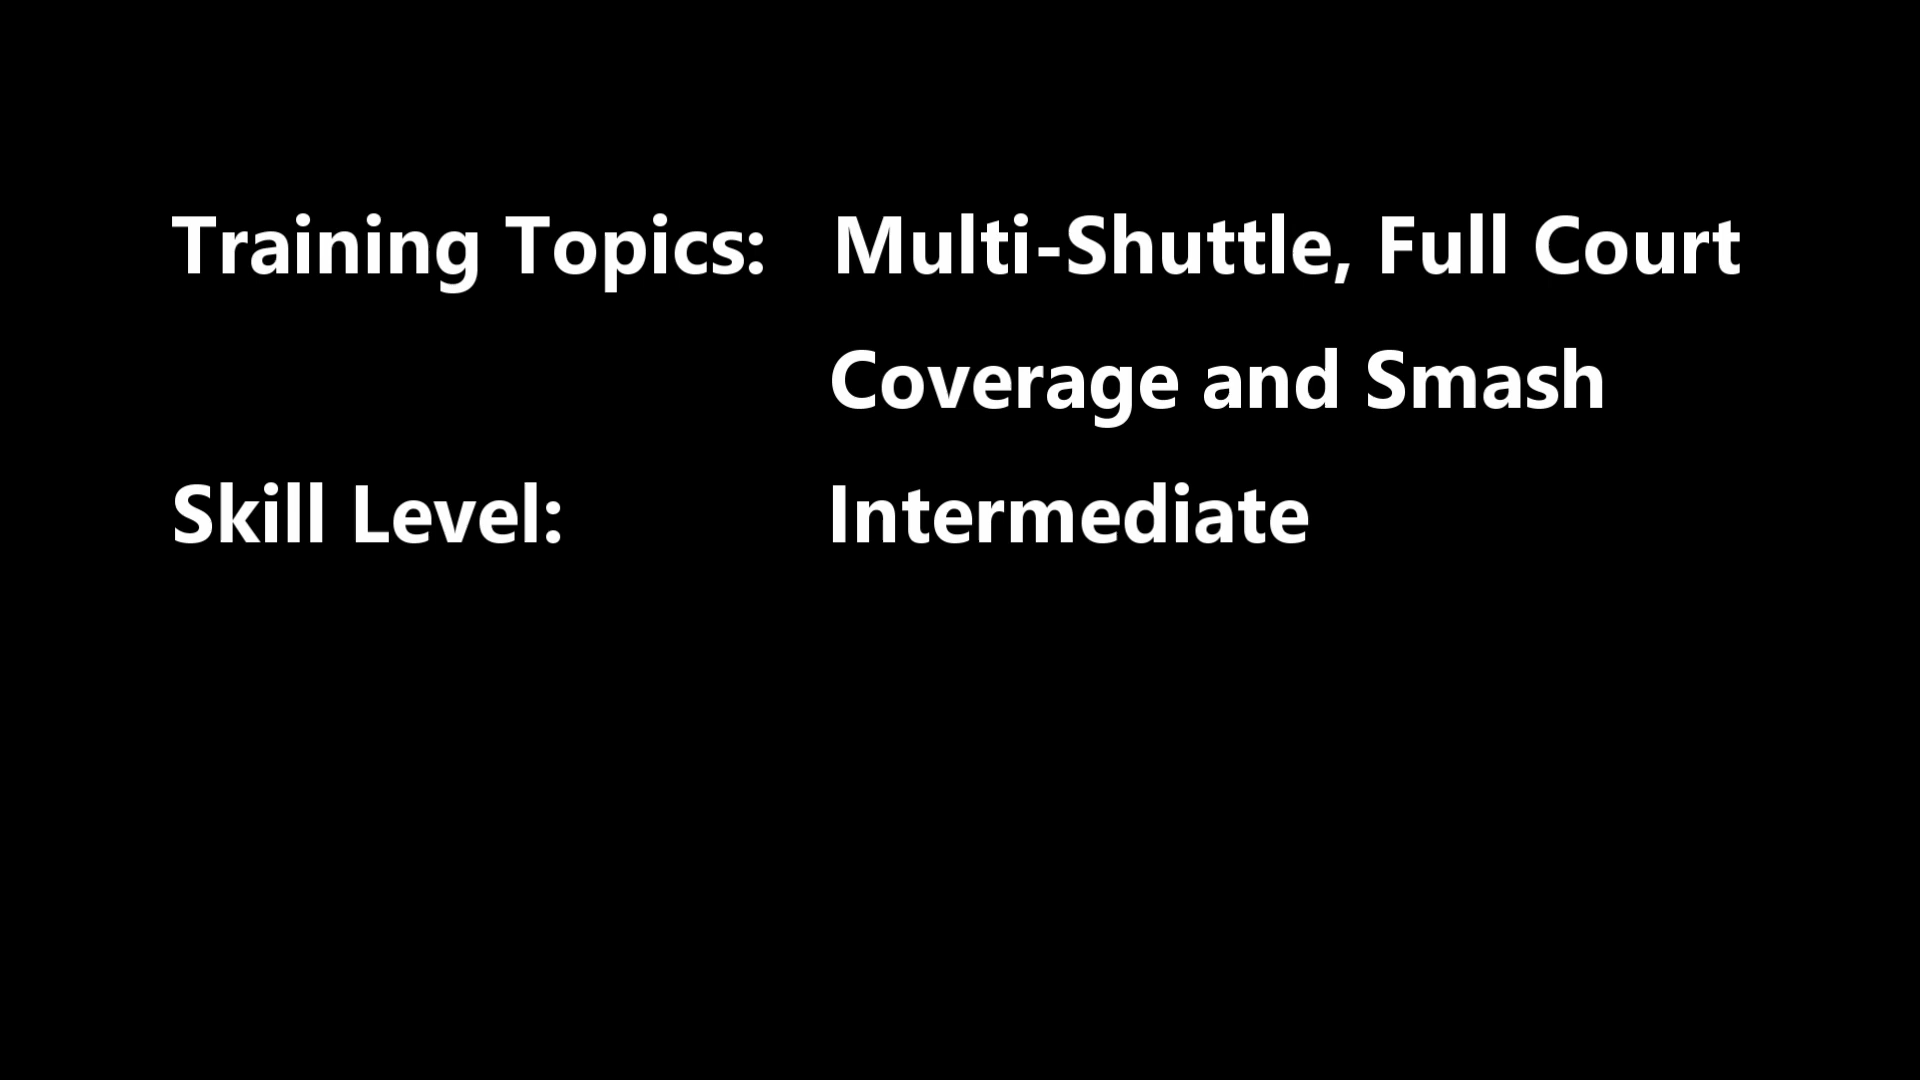 Training Topics: Multi-Shuttle, Full Court
Coverage and Smash
Skill Level: Intermediate